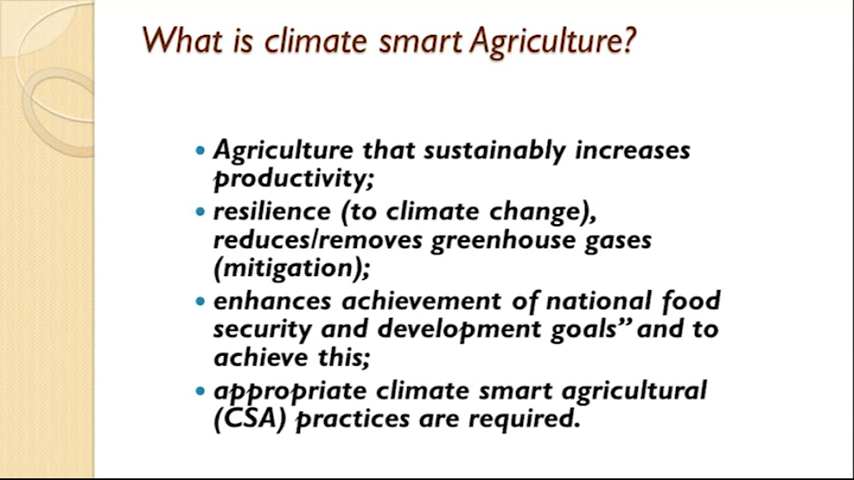 What is climate smart Agriculture?
• Agriculture that sustainably increases
productivity;
• resilience (to climate change),
reduces/removes greenhouse gases
(mitigation);
• enhances achievement of national food
security and development goals” and to
achieve this;
• appropriate climate smart agricultural
(CSA) practices are required.